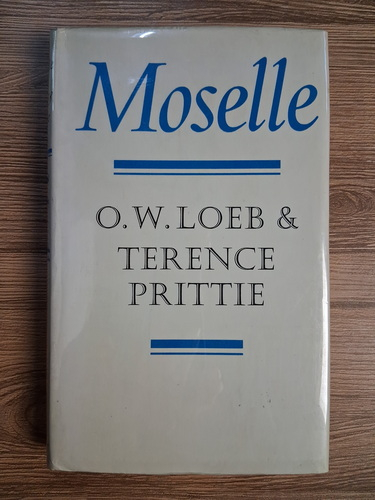 Moselle
O. W. LOEB &
TERENCE
PRITTIE